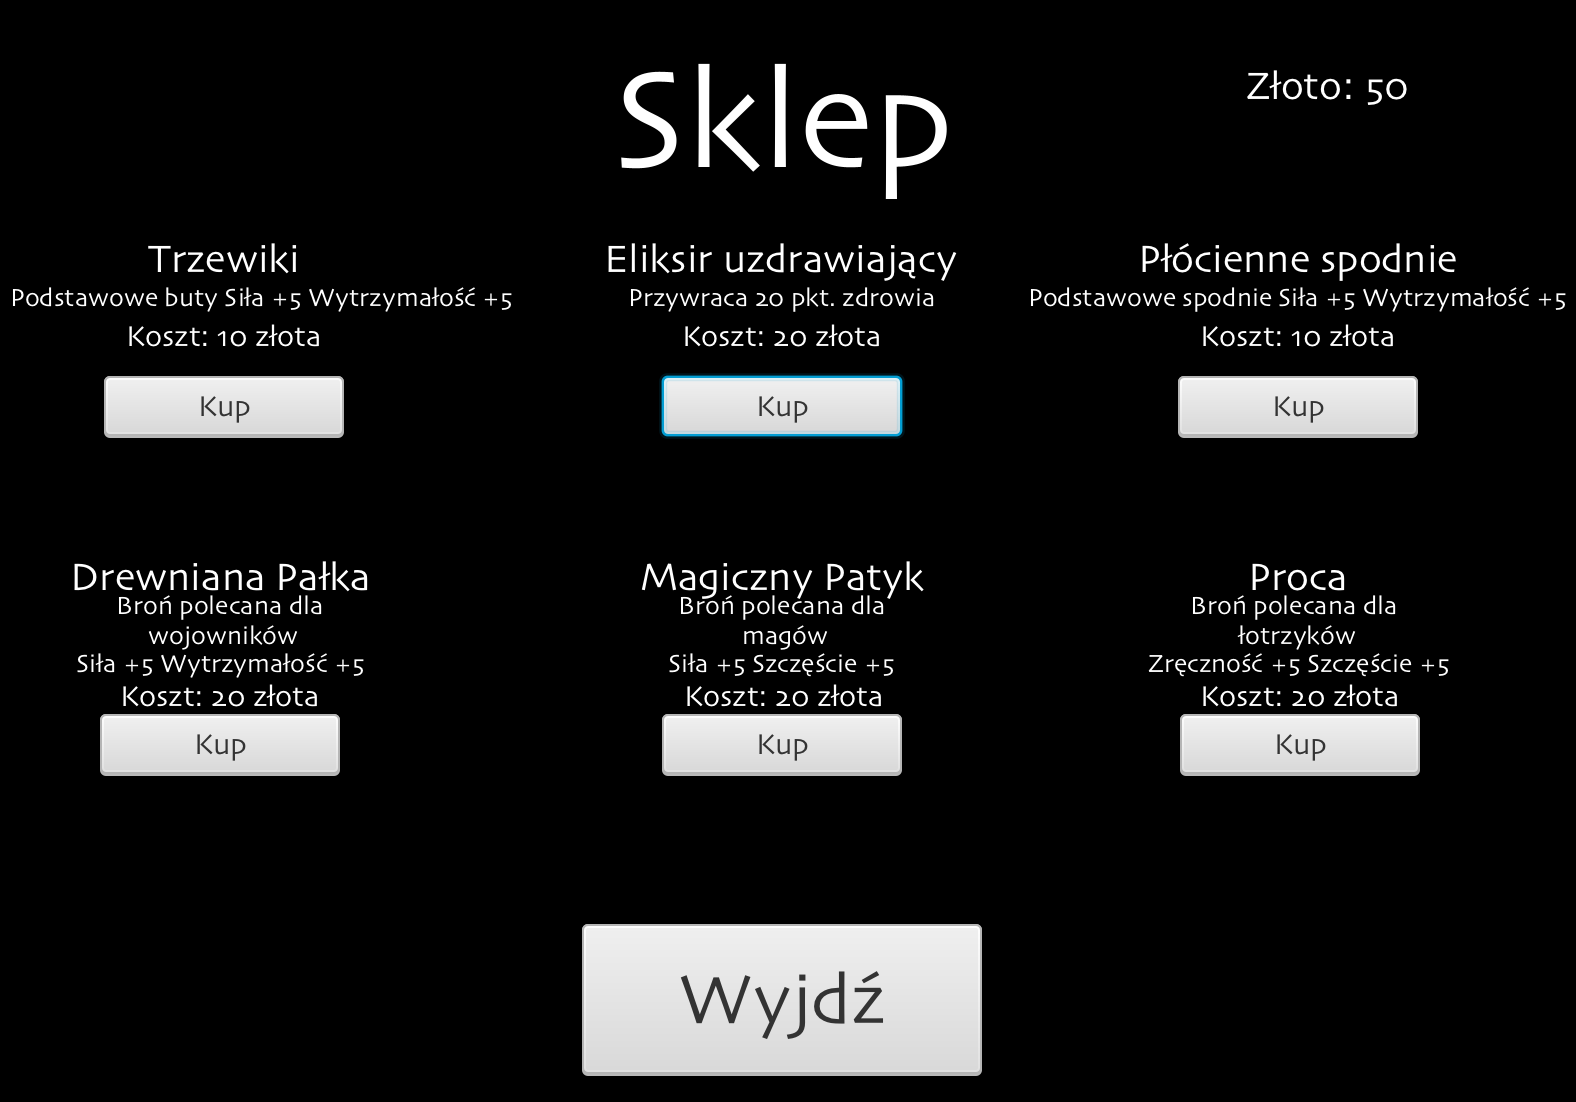 Sklep
Złoto: 50
Trzewiki
Podstawowe buty Siła +5 Wytrzymałość +5
Koszt: 10 złota
Kup
Eliksir uzdrawiający
Przywraca 20 pkt. zdrowia
Koszt: 20 złota
Kup
Płócienne spodnie
Podstawowe spodnie Siła +5 Wytrzymałość +5
Koszt: 10 złota
Kup
Drewniana Pałka
Broń polecana dla
wojowników
Siła +5 Wytrzymałość +5
Koszt: 20 złota
Kup
Magiczny Patyk
Broń polecana dla
magów
Siła +5 Szczęście +5
Koszt: 20 złota
Kup
Proca
Broń polecana dla
łotrzyków
Zręczność +5 Szczęście +5
Koszt: 20 złota
Kup
Wyjdź